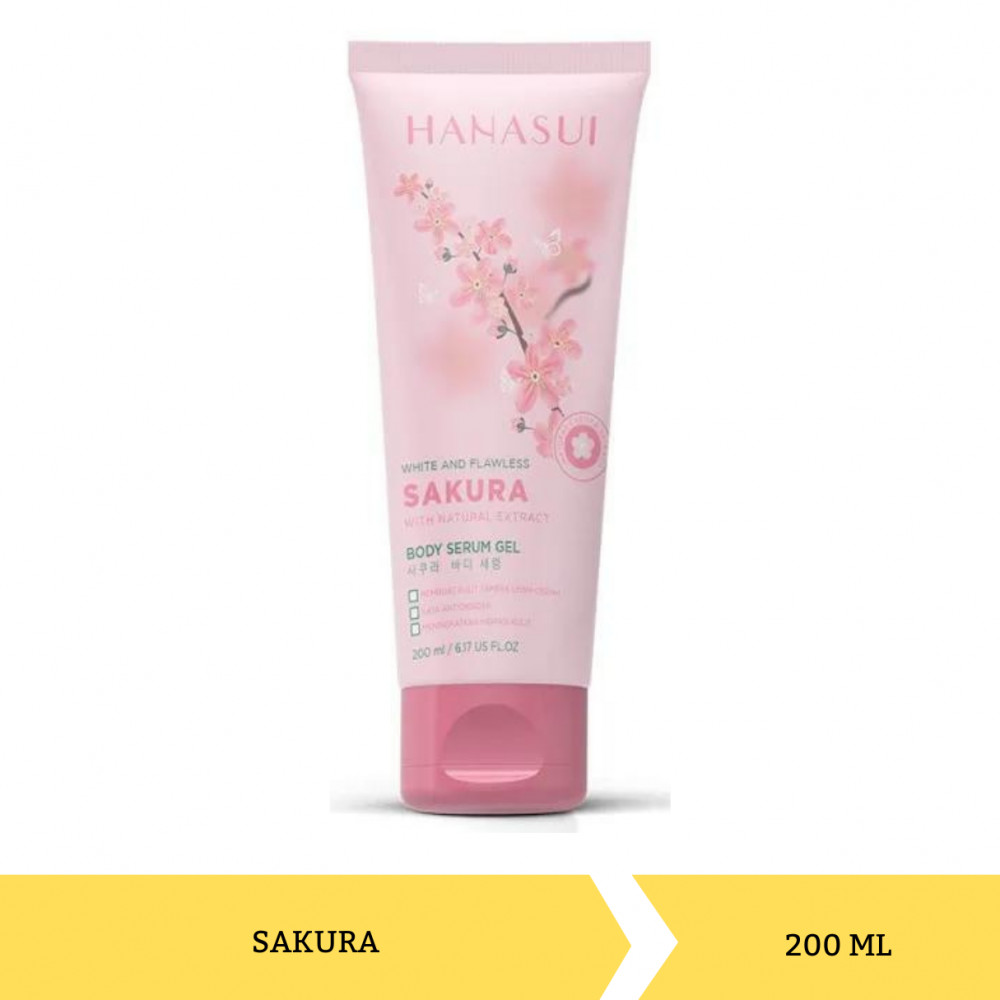 HANASUI
WHITE AND FLAWLESS
SAKURA
WITH NATURAL EXTRACT
BODY SERUM GEL
사쿠라 바디 세럼
200 ml / 6.17 US FL.OZ
SAKURA
200 ML